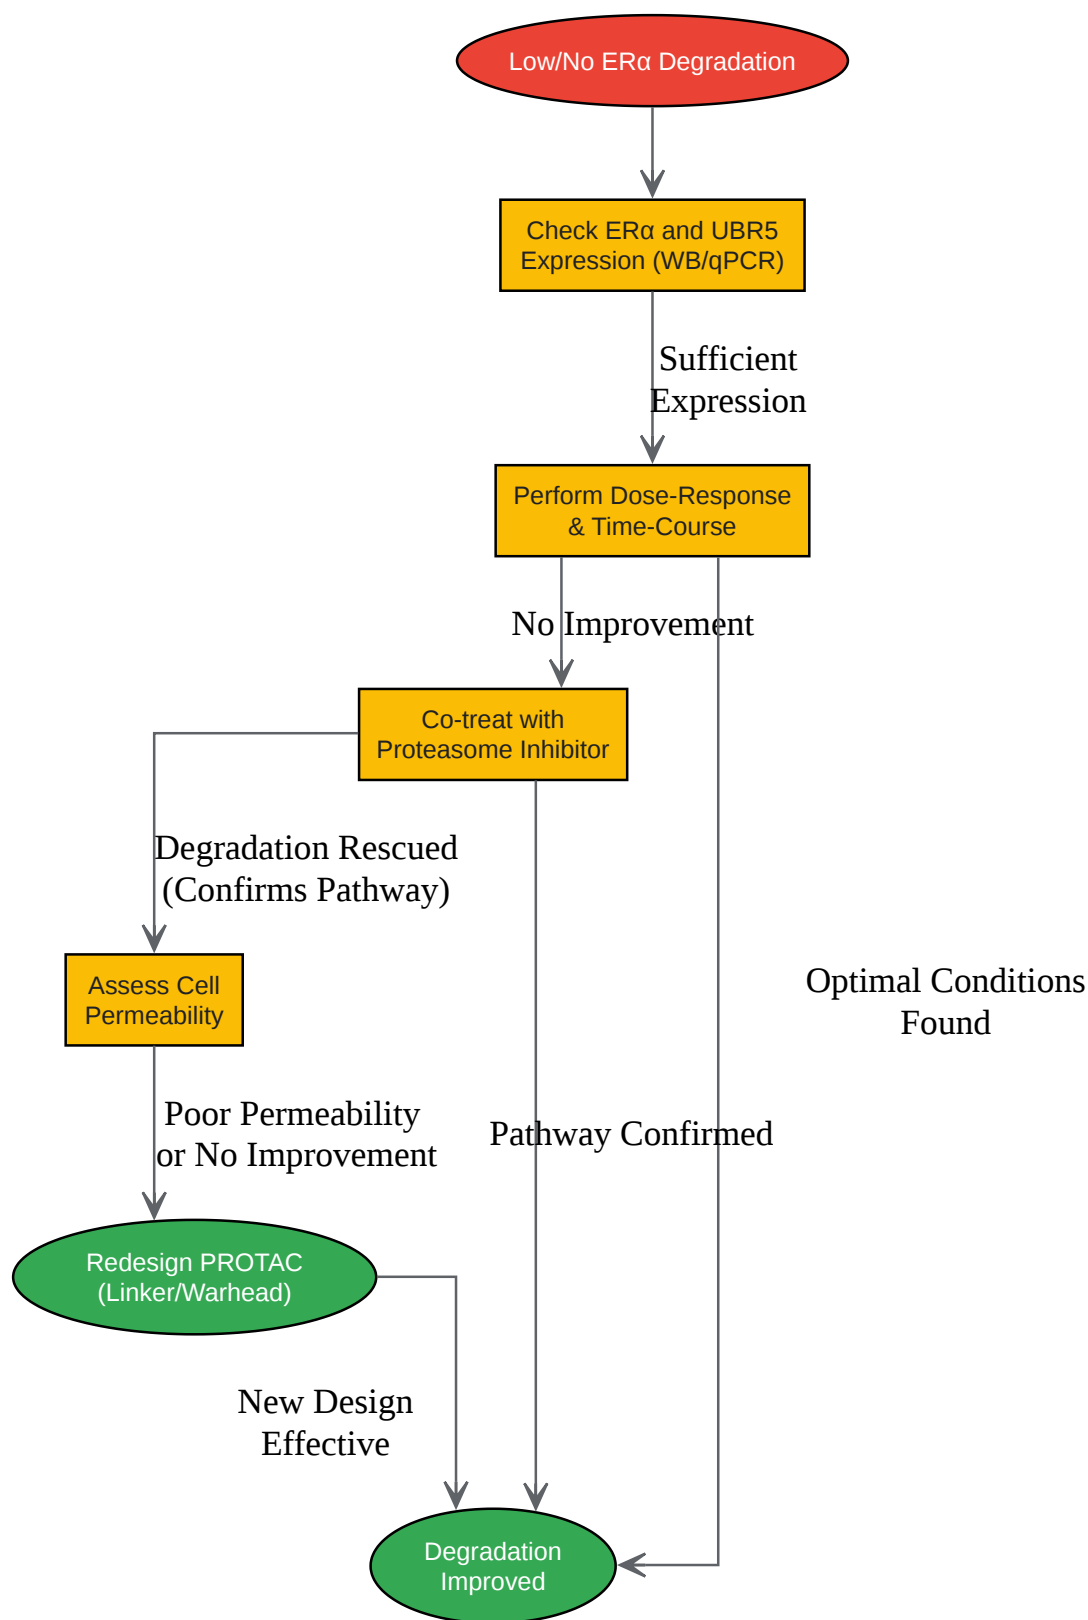 Low/No ERα Degradation
Check ERα and UBR5
Expression (WB/qPCR)
Sufficient
Expression
Perform Dose-Response
& Time-Course
No Improvement
Co-treat with
Proteasome Inhibitor
Degradation Rescued
(Confirms Pathway)
Assess Cell
Permeability
Optimal Conditions
Found
Poor Permeability
or No Improvement
Pathway Confirmed
Redesign PROTAC
(Linker/Warhead)
New Design
Effective
Degradation
Improved